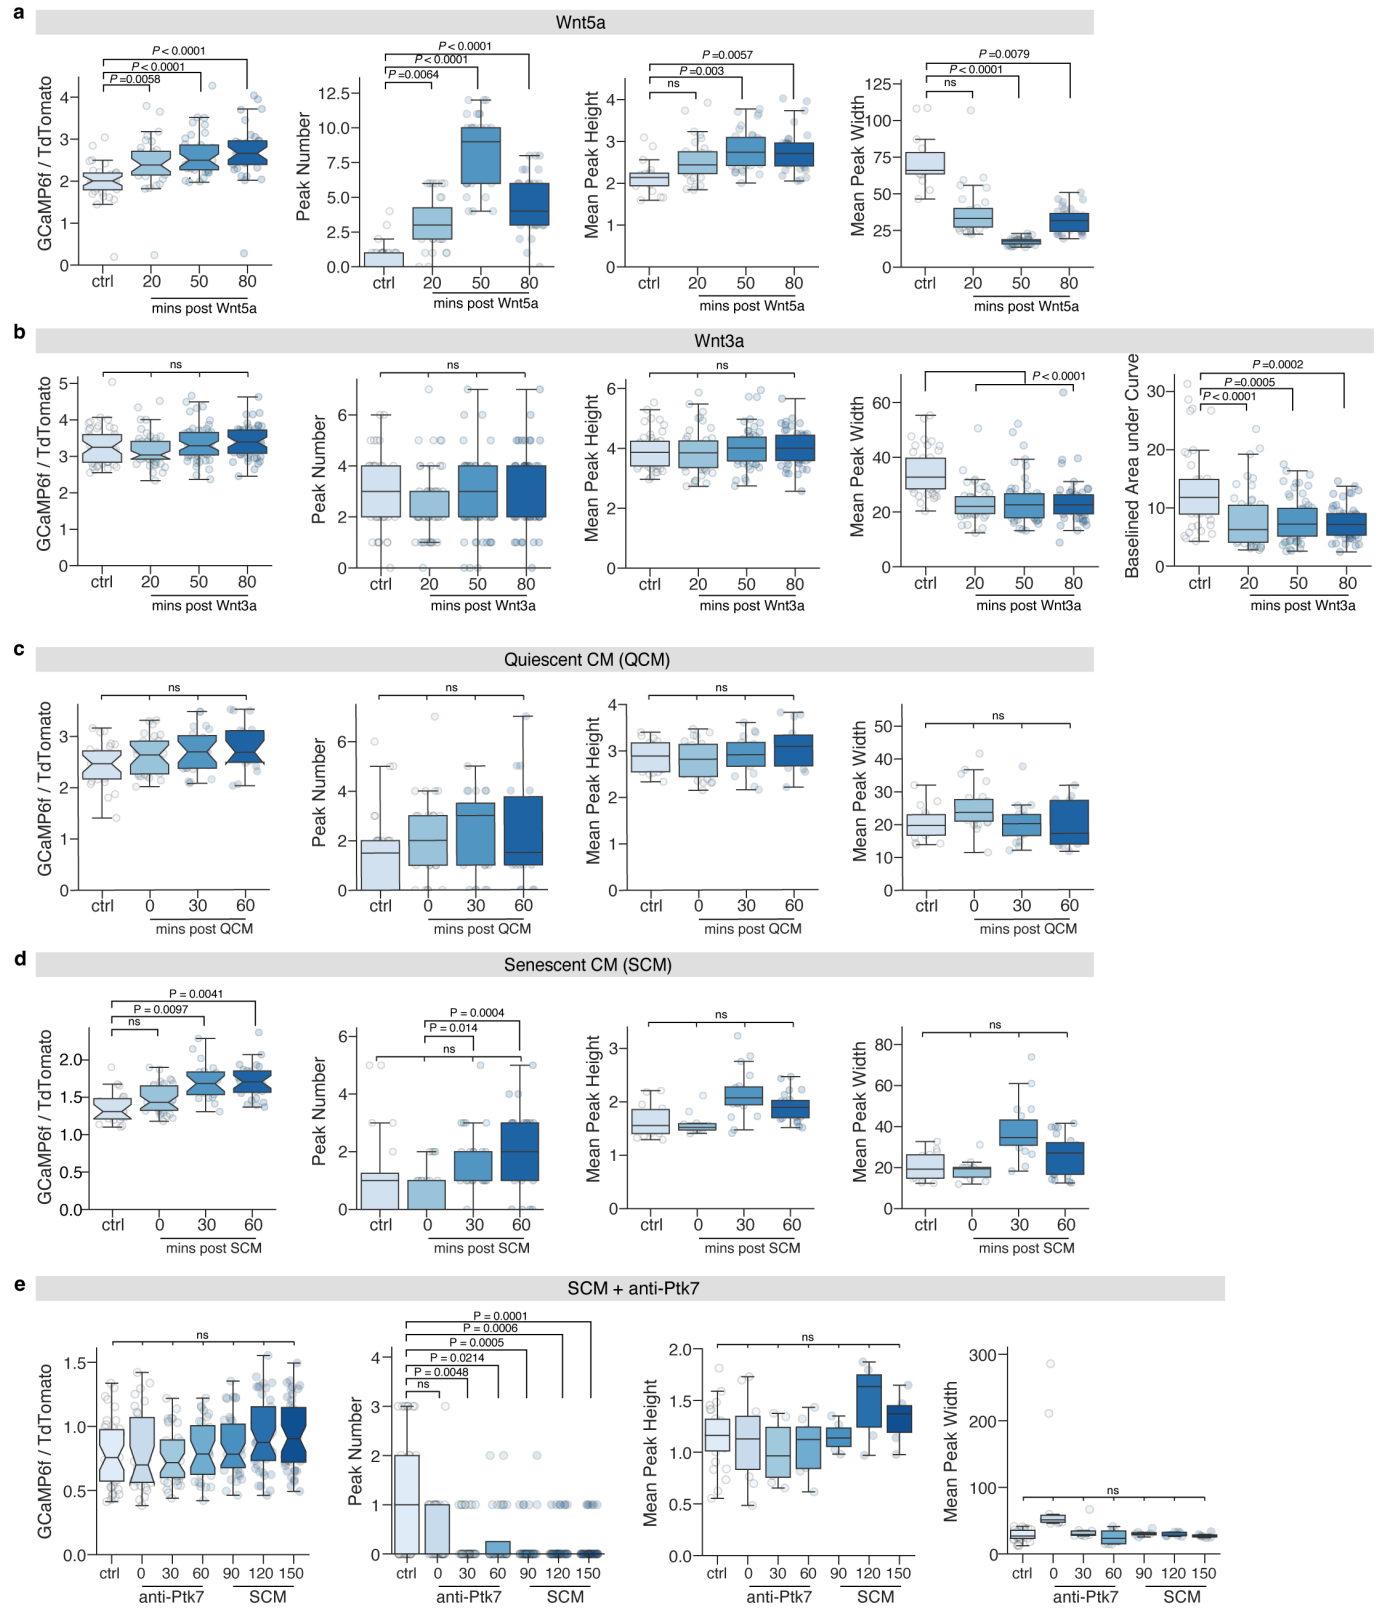 a
Wnt5a
P < 0.0001
P < 0.0001
P =0.0058
GCaMP6f / TdTomato
4
3
2
1
0
ctrl 20 50 80
mins post Wnt5a
P < 0.0001
P < 0.0001
P =0.0064
Peak Number
12.5
10.0
7.5
5.0
2.5
0.0
ctrl 20 50 80
mins post Wnt5a
P =0.0057
P =0.003
ns
Mean Peak Height
4
3
2
1
0
ctrl 20 50 80
mins post Wnt5a
P =0.0079
P < 0.0001
ns
Mean Peak Width
125
100
75
50
25
0
ctrl 20 50 80
mins post Wnt5a
b
Wnt3a
ns
GCaMP6f / TdTomato
5
4
3
2
1
0
ctrl 20 50 80
mins post Wnt3a
ns
Peak Number
6
4
2
0
ctrl 20 50 80
mins post Wnt3a
ns
Mean Peak Height
6
4
2
0
ctrl 20 50 80
mins post Wnt3a
P < 0.0001
Mean Peak Width
60
40
20
0
ctrl 20 50 80
mins post Wnt3a
P =0.0002
P =0.0005
P < 0.0001
Baselined Area under Curve
30
20
10
0
ctrl 20 50 80
mins post Wnt3a
c
Quiescent CM (QCM)
ns
GCaMP6f / TdTomato
3
2
1
0
ctrl 0 30 60
mins post QCM
ns
Peak Number
6
4
2
0
ctrl 0 30 60
mins post QCM
ns
Mean Peak Height
4
3
2
1
0
ctrl 0 30 60
mins post QCM
ns
Mean Peak Width
50
40
30
20
10
0
ctrl 0 30 60
mins post QCM
d
Senescent CM (SCM)
P = 0.0041
P = 0.0097
ns
GCaMP6f / TdTomato
2.0
1.5
1.0
0.5
0.0
ctrl 0 30 60
mins post SCM
P = 0.0004
P = 0.014
ns
Peak Number
6
4
2
0
ctrl 0 30 60
mins post SCM
ns
Mean Peak Height
3
2
1
0
ctrl 0 30 60
mins post SCM
ns
Mean Peak Width
80
60
40
20
0
ctrl 0 30 60
mins post SCM
e
SCM + anti-Ptk7
ns
GCaMP6f / TdTomato
1.5
1.0
0.5
0.0
ctrl 0 30 60 90 120 150
anti-Ptk7 SCM
P = 0.0001
P = 0.0006
P = 0.0005
P = 0.0214
P = 0.0048
ns
Peak Number
4
3
2
1
0
ctrl 0 30 60 90 120 150
anti-Ptk7 SCM
ns
Mean Peak Height
2.0
1.5
1.0
0.5
0.0
ctrl 0 30 60 90 120 150
anti-Ptk7 SCM
ns
Mean Peak Width
300
200
100
0
ctrl 0 30 60 90 120 150
anti-Ptk7 SCM